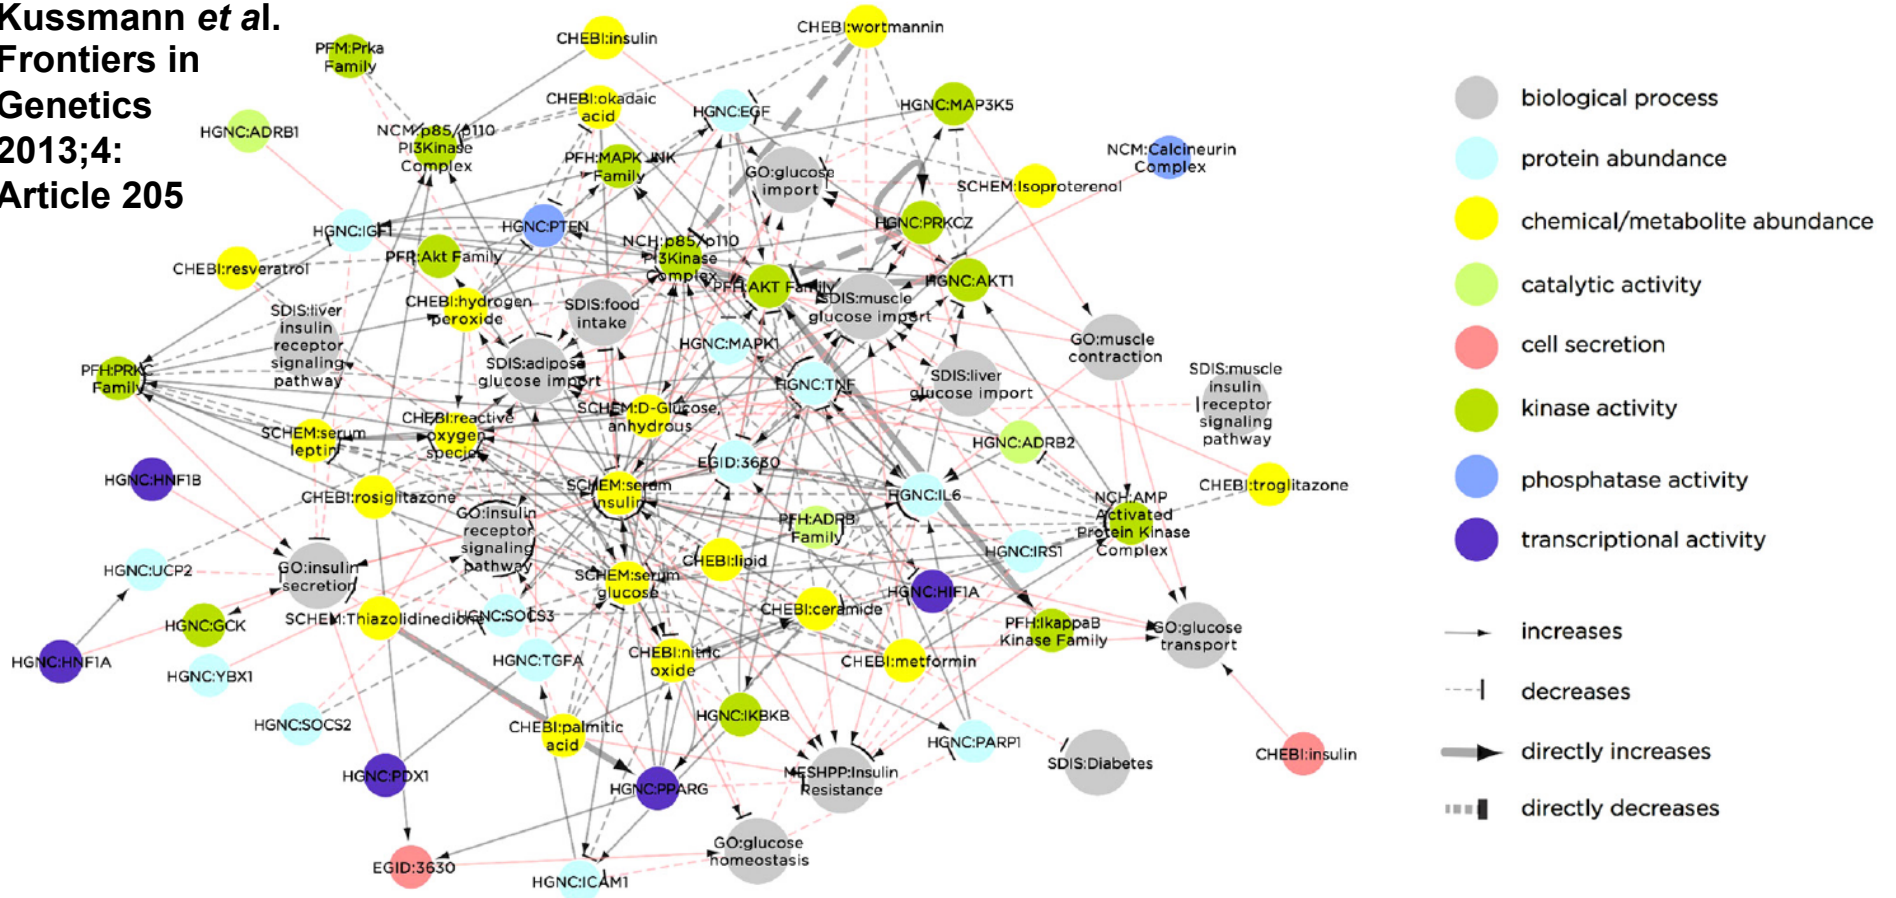 Kussmann et al.
Frontiers in
Genetics
2013;4:
Article 205
PFM:Prka
Family
CHEBI:insulin
CHEBI:wortmannin
HGNC:ADRB1
NCM:p85/p110
PI3Kinase
Complex
CHEBI:okadaic
acid
HGNC:EGF
HGNC:MAP3K5
PFH:MAPK JNK
Family
GO:glucose
import
SCHEM:Isoproterenol
NCM:Calcineurin
Complex
HGNC:IGF1
HGNC:PTEN
HGNC:PRKCZ
CHEBI:resveratrol
PFR:Akt Family
NCH:p85/p110
PI3Kinase
Complex
PFH:AKT Family
HGNC:AKT1
SDIS:liver
insulin
receptor
signaling
pathway
CHEBI:hydrogen
peroxide
SDIS:food
intake
SDIS:muscle
glucose import
HGNC:MAPK1
GO:muscle
contraction
PFH:PRKC
Family
SDIS:adipose
glucose import
HGNC:TNF
SDIS:liver
glucose import
SDIS:muscle
insulin
receptor
signaling
pathway
SCHEM:serum
leptin
CHEBI:reactive
oxygen
species
SCHEM:D-Glucose,
anhydrous
HGNC:ADRB2
HGNC:HNF1B
CHEBI:rosiglitazone
SCHEM:serum
insulin
EGID:3630
HGNC:IL6
CHEBI:troglitazone
GO:insulin
receptor
signaling
pathway
PFH:ADRB
Family
NCH:AMP
Activated
Protein Kinase
Complex
HGNC:UCP2
GO:insulin
secretion
CHEBI:lipid
HGNC:IRS1
SCHEM:serum
glucose
HGNC:HIF1A
HGNC:GCK
SCHEM:Thiazolidinedione
HGNC:SOCS3
CHEBI:ceramide
PFH:IkappaB
Kinase Family
GO:glucose
transport
HGNC:HNF1A
HGNC:YBX1
HGNC:TGFA
CHEBI:nitric
oxide
CHEBI:metformin
HGNC:SOCS2
CHEBI:palmitic
acid
HGNC:IKBKB
HGNC:PARP1
SDIS:Diabetes
CHEBI:insulin
HGNC:PDX1
HGNC:PPARG
MESHPP:Insulin
Resistance
EGID:3630
HGNC:ICAM1
GO:glucose
homeostasis
biological process
protein abundance
chemical/metabolite abundance
catalytic activity
cell secretion
kinase activity
phosphatase activity
transcriptional activity
increases
decreases
directly increases
directly decreases